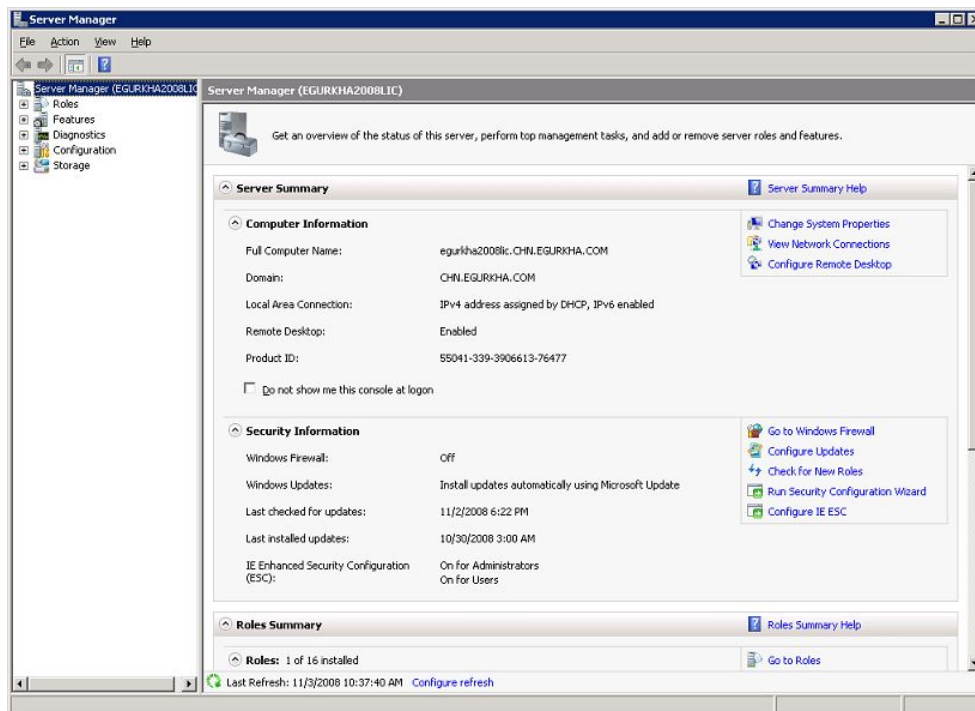 Server Manager
File Action View Help
Server Manager (EGURKHA2008LIC
Roles
Features
Diagnostics
Configuration
Storage
Server Manager (EGURKHA2008LIC)
Get an overview of the status of this server, perform top management tasks, and add or remove server roles and features.
Server Summary
Server Summary Help
Computer Information
Full Computer Name: egurkha2008lic.CHN.EGURKHA.COM
Domain: CHN.EGURKHA.COM
Local Area Connection: IPv4 address assigned by DHCP, IPv6 enabled
Remote Desktop: Enabled
Product ID: 55041-339-3906613-76477
Do not show me this console at logon
Change System Properties
View Network Connections
Configure Remote Desktop
Security Information
Windows Firewall: Off
Windows Updates: Install updates automatically using Microsoft Update
Last checked for updates: 11/2/2008 6:22 PM
Last installed updates: 10/30/2008 3:00 AM
IE Enhanced Security Configuration On for Administrators
(ESC): On for Users
Go to Windows Firewall
Configure Updates
Check for New Roles
Run Security Configuration Wizard
Configure IE ESC
Roles Summary
Roles Summary Help
Roles: 1 of 16 installed
Go to Roles
Last Refresh: 11/3/2008 10:37:40 AM Configure refresh